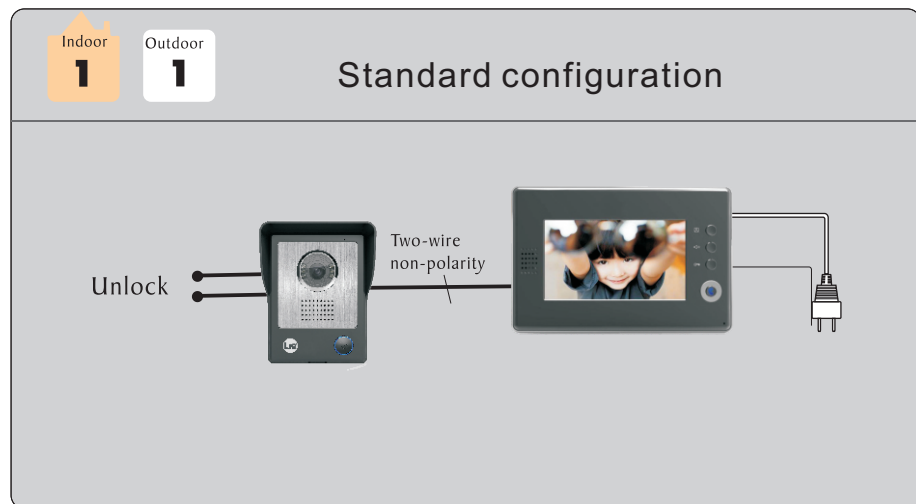 Indoor
1
Outdoor
1
Standard configuration
Two-wire
non-polarity
Unlock